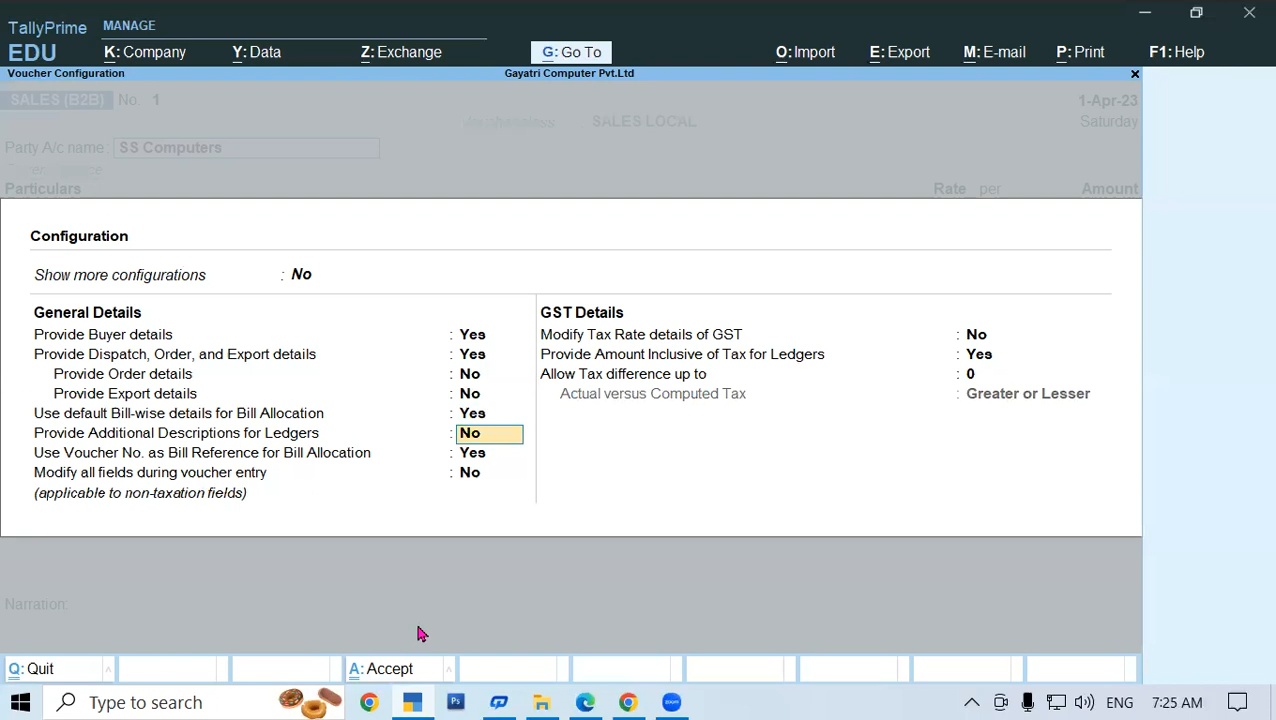 TallyPrime MANAGE
EDU K: Company Y: Data Z: Exchange G: Go To O: Import E: Export M: E-mail P: Print F1: Help
Voucher Configuration Gayatri Computer Pvt.Ltd
SALES (B2B) No. 1 1-Apr-23
SALES LOCAL Saturday
Party A/c name : SS Computers
Particulars Rate per Amount
Configuration
Show more configurations : No
General Details GST Details
Provide Buyer details : Yes Modify Tax Rate details of GST : No
Provide Dispatch, Order, and Export details : Yes Provide Amount Inclusive of Tax for Ledgers : Yes
Provide Order details : No Allow Tax difference up to : 0
Provide Export details : No Actual versus Computed Tax : Greater or Lesser
Use default Bill-wise details for Bill Allocation : Yes
Provide Additional Descriptions for Ledgers : No
Use Voucher No. as Bill Reference for Bill Allocation : Yes
Modify all fields during voucher entry : No
(applicable to non-taxation fields)
Narration:
Q: Quit A: Accept
Type to search ENG 7:25 AM